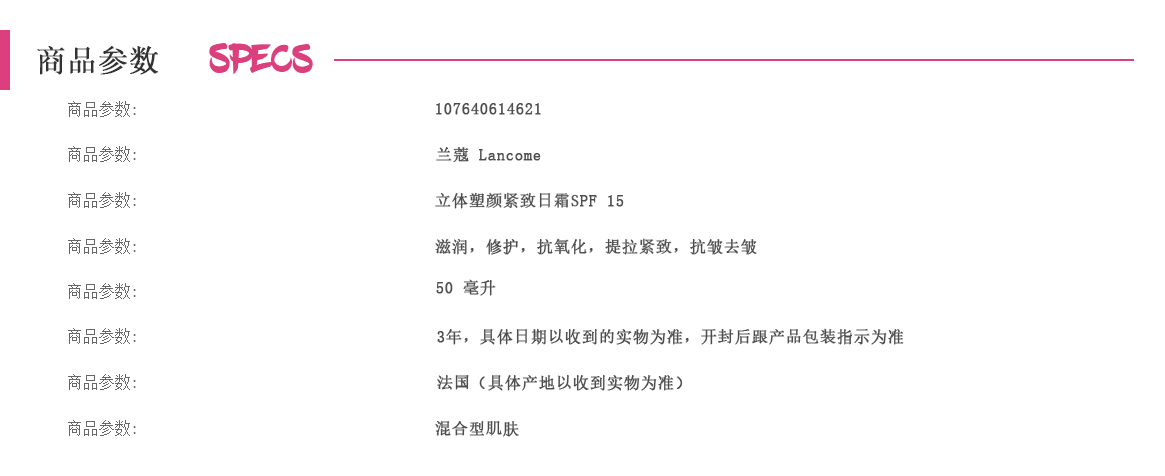 商品参数 SPECS
商品参数: 107640614621
商品参数: 兰蔻 Lancome
商品参数: 立体塑颜紧致日霜SPF 15
商品参数: 滋润，修护，抗氧化，提拉紧致，抗皱去皱
商品参数: 50 毫升
商品参数: 3年，具体日期以收到的实物为准，开封后跟产品包装指示为准
商品参数: 法国（具体产地以收到实物为准）
商品参数: 混合型肌肤